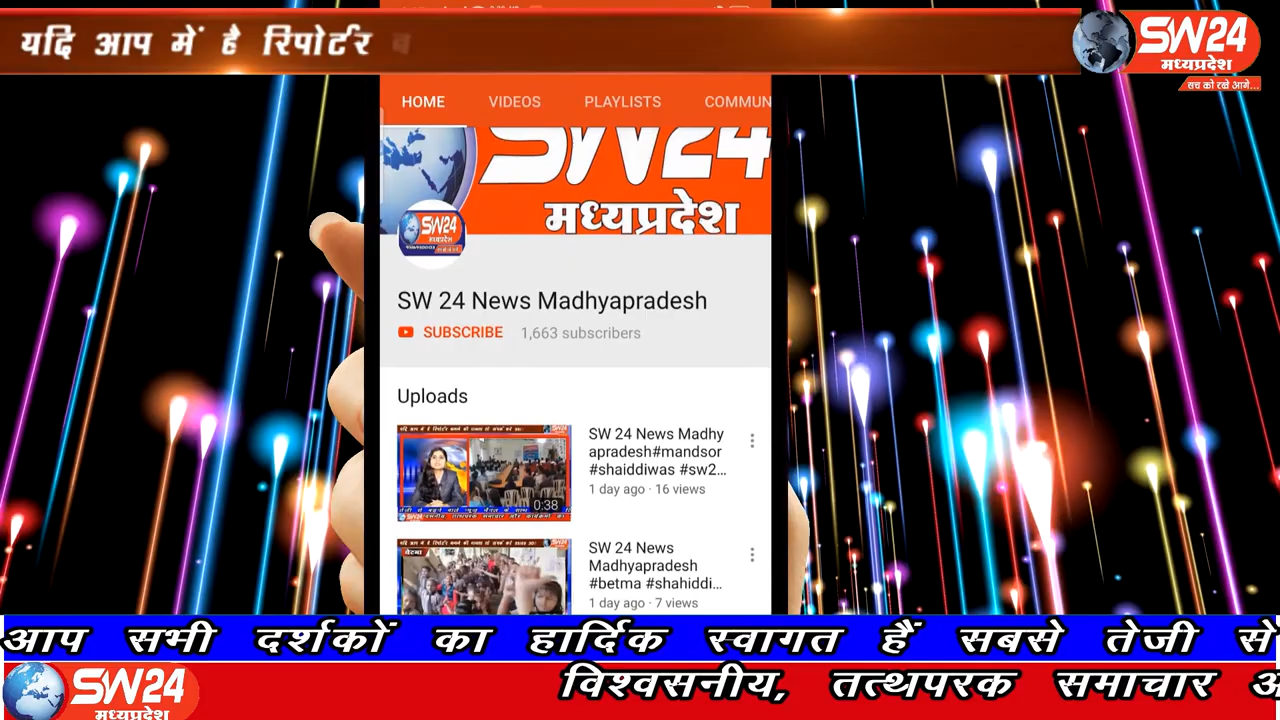 यदि आप में है रिपोर्टर ब
SW24
मध्यप्रदेश
सच को रखे आगे...
HOME VIDEOS PLAYLISTS COMMUN
SW24
मध्यप्रदेश
SW24
SW 24 News Madhyapradesh
SUBSCRIBE 1,663 subscribers
Uploads
SW 24 News Madhy
apradesh#mandsor
#shaiddiwas #sw2...
1 day ago · 16 views
0:38
SW 24 News
Madhyapradesh
#betma #shahiddi...
1 day ago · 7 views
बेटमा
आप सभी दर्शकों का हार्दिक स्वागत हैं सबसे तेजी से
विश्वसनीय, तत्थपरक समाचार अ
SW24
मध्यप्रदेश